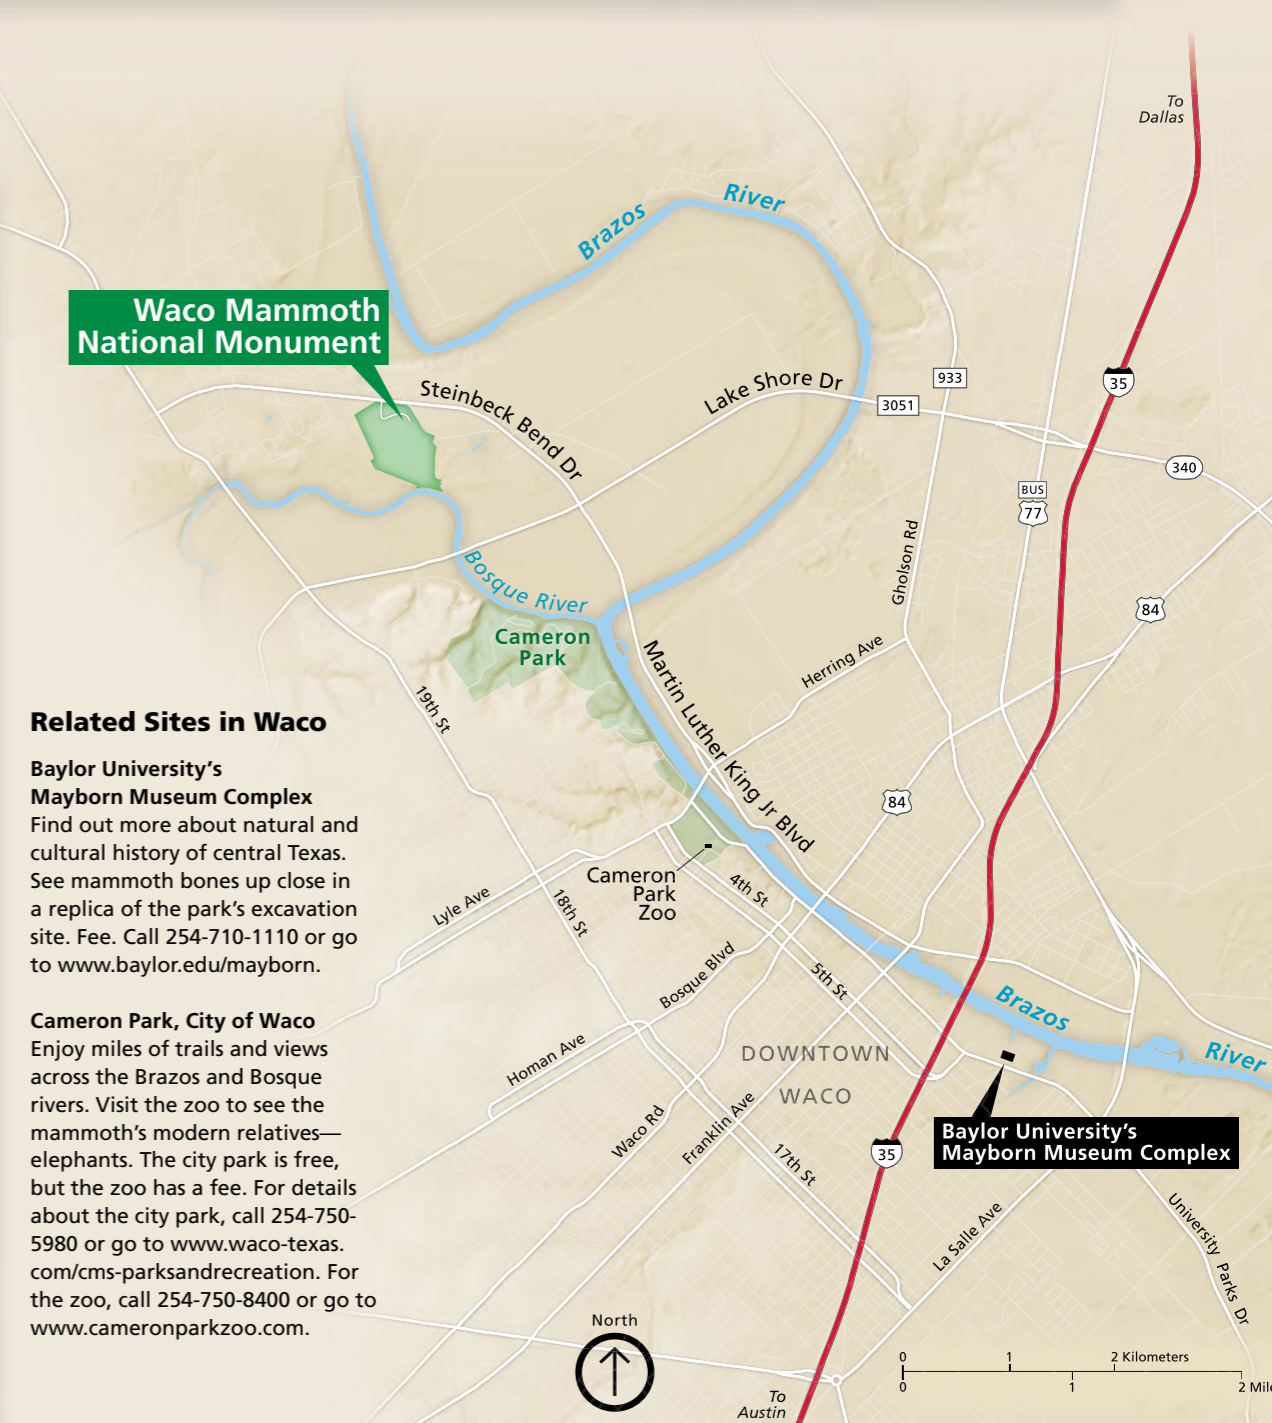 To
Dallas
Brazos River
Waco Mammoth
National Monument
Steinbeck Bend Dr
Lake Shore Dr
933
3051
35
340
BUS
77
Gholson Rd
Bosque River
84
Cameron
Park
Herring Ave
Martin Luther King Jr Blvd
19th St
84
Related Sites in Waco
Baylor University's
Mayborn Museum Complex
Find out more about natural and
cultural history of central Texas.
See mammoth bones up close in
a replica of the park's excavation
site. Fee. Call 254-710-1110 or go
to www.baylor.edu/mayborn.
Cameron Park, City of Waco
Enjoy miles of trails and views
across the Brazos and Bosque
rivers. Visit the zoo to see the
mammoth's modern relatives—
elephants. The city park is free,
but the zoo has a fee. For details
about the city park, call 254-750-
5980 or go to www.waco-texas.
com/cms-parksandrecreation. For
the zoo, call 254-750-8400 or go to
www.cameronparkzoo.com.
Cameron
Park
Zoo
4th St
Lyle Ave
18th St
Bosque Blvd
5th St
Brazos River
Homan Ave
DOWNTOWN
WACO
Waco Rd
Franklin Ave
17th St
35
Baylor University's
Mayborn Museum Complex
La Salle Ave
University Parks Dr
North
To
Austin
0 1 2 Kilometers
0 1 2 Mile